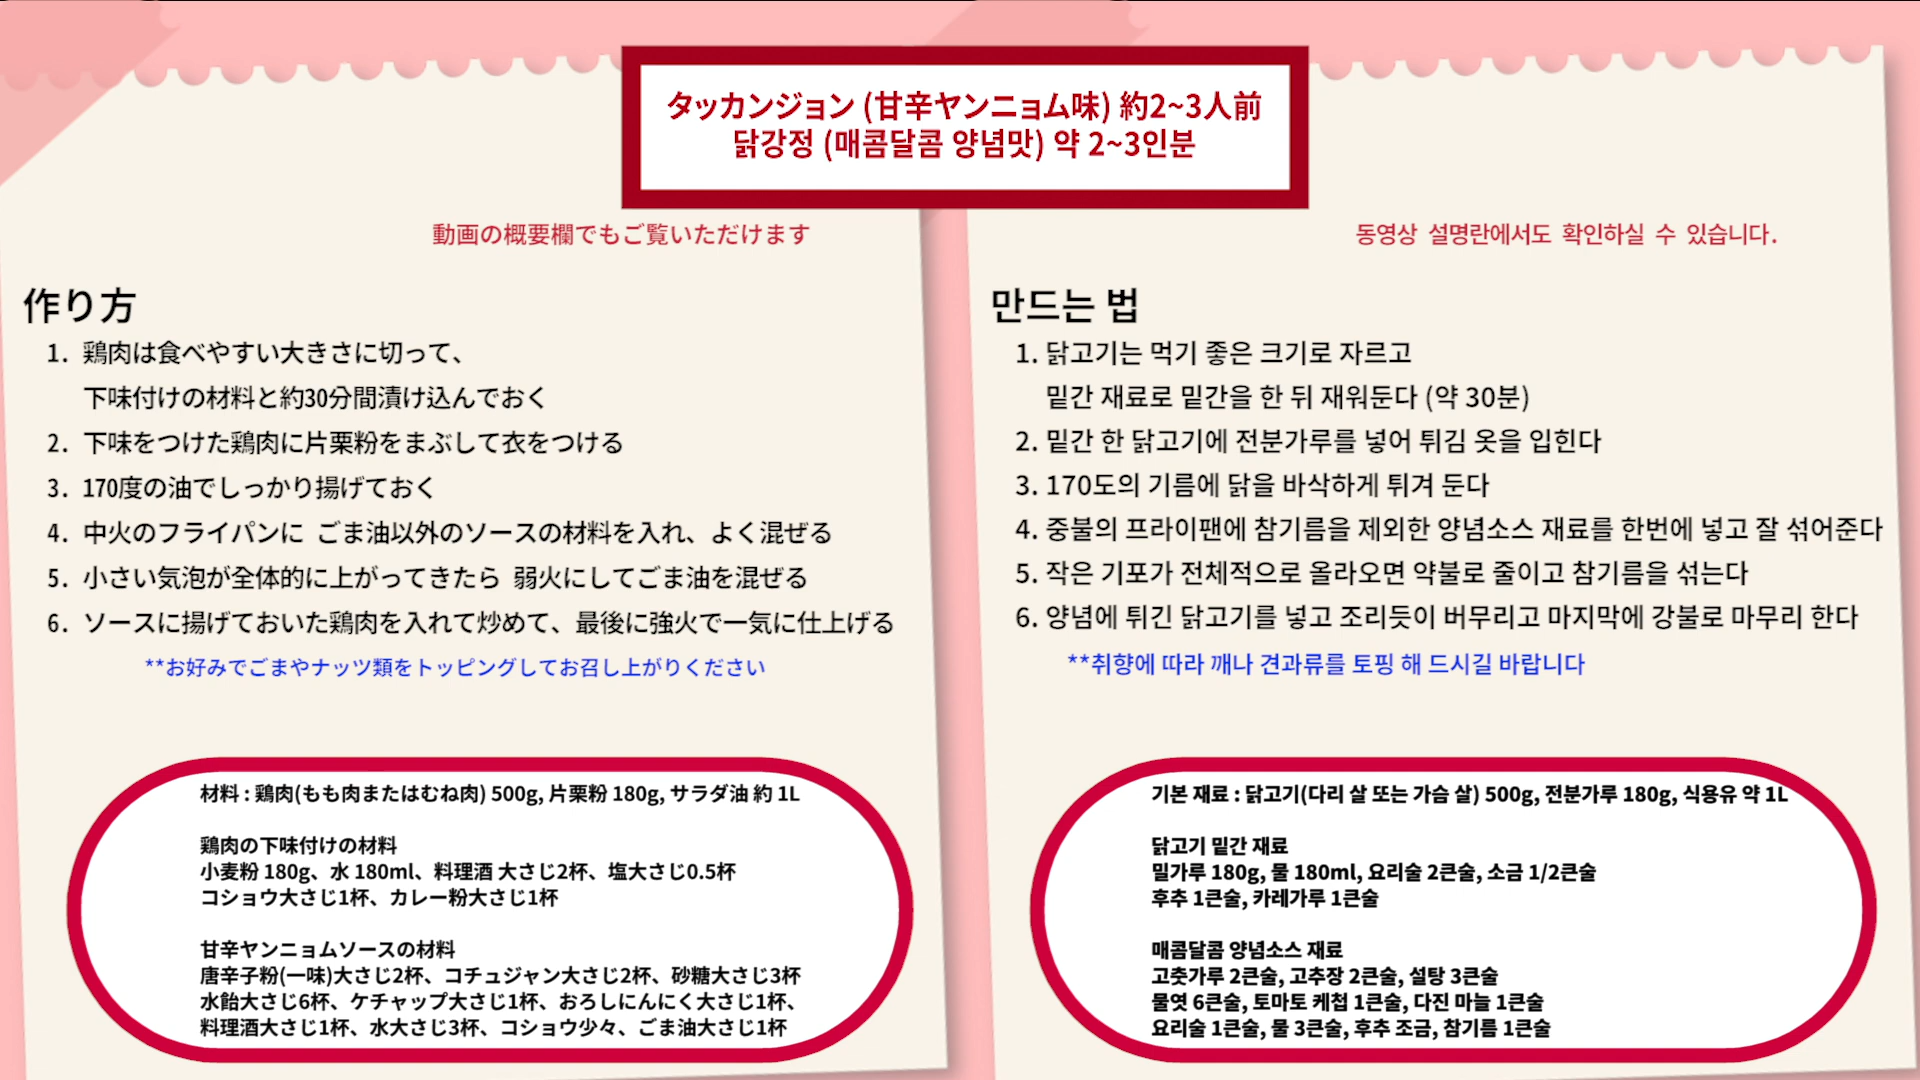 タッカンジョン (甘辛ヤンニョム味) 約2~3人前
닭강정 (매콤달콤 양념맛) 약 2~3인분
動画の概要欄でもご覧いただけます
作り方
1. 鶏肉は食べやすい大きさに切って、
下味付けの材料と約30分間漬け込んでおく
2. 下味をつけた鶏肉に片栗粉をまぶして衣をつける
3. 170度の油でしっかり揚げておく
4. 中火のフライパンに ごま油以外のソースの材料を入れ、よく混ぜる
5. 小さい気泡が全体的に上がってきたら 弱火にしてごま油を混ぜる
6. ソースに揚げておいた鶏肉を入れて炒めて、最後に強火で一気に仕上げる
**お好みでごまやナッツ類をトッピングしてお召し上がりください
材料 : 鶏肉(もも肉またはむね肉) 500g, 片栗粉 180g, サラダ油 約 1L
鶏肉の下味付けの材料
小麦粉 180g、水 180ml、料理酒 大さじ2杯、塩大さじ0.5杯
コショウ大さじ1杯、カレー粉大さじ1杯
甘辛ヤンニョムソースの材料
唐辛子粉(一味)大さじ2杯、コチュジャン大さじ2杯、砂糖大さじ3杯
水飴大さじ6杯、ケチャップ大さじ1杯、おろしにんにく大さじ1杯、
料理酒大さじ1杯、水大さじ3杯、コショウ少々、ごま油大さじ1杯
동영상 설명란에서도 확인하실 수 있습니다.
만드는 법
1. 닭고기는 먹기 좋은 크기로 자르고
밑간 재료로 밑간을 한 뒤 재워둔다 (약 30분)
2. 밑간 한 닭고기에 전분가루를 넣어 튀김 옷을 입힌다
3. 170도의 기름에 닭을 바삭하게 튀겨 둔다
4. 중불의 프라이팬에 참기름을 제외한 양념소스 재료를 한번에 넣고 잘 섞어준다
5. 작은 기포가 전체적으로 올라오면 약불로 줄이고 참기름을 섞는다
6. 양념에 튀긴 닭고기를 넣고 조리듯이 버무리고 마지막에 강불로 마무리 한다
**취향에 따라 깨나 견과류를 토핑 해 드시길 바랍니다
기본 재료 : 닭고기(다리 살 또는 가슴 살) 500g, 전분가루 180g, 식용유 약 1L
닭고기 밑간 재료
밀가루 180g, 물 180ml, 요리술 2큰술, 소금 1/2큰술
후추 1큰술, 카레가루 1큰술
매콤달콤 양념소스 재료
고춧가루 2큰술, 고추장 2큰술, 설탕 3큰술
물엿 6큰술, 토마토 케첩 1큰술, 다진 마늘 1큰술
요리술 1큰술, 물 3큰술, 후추 조금, 참기름 1큰술